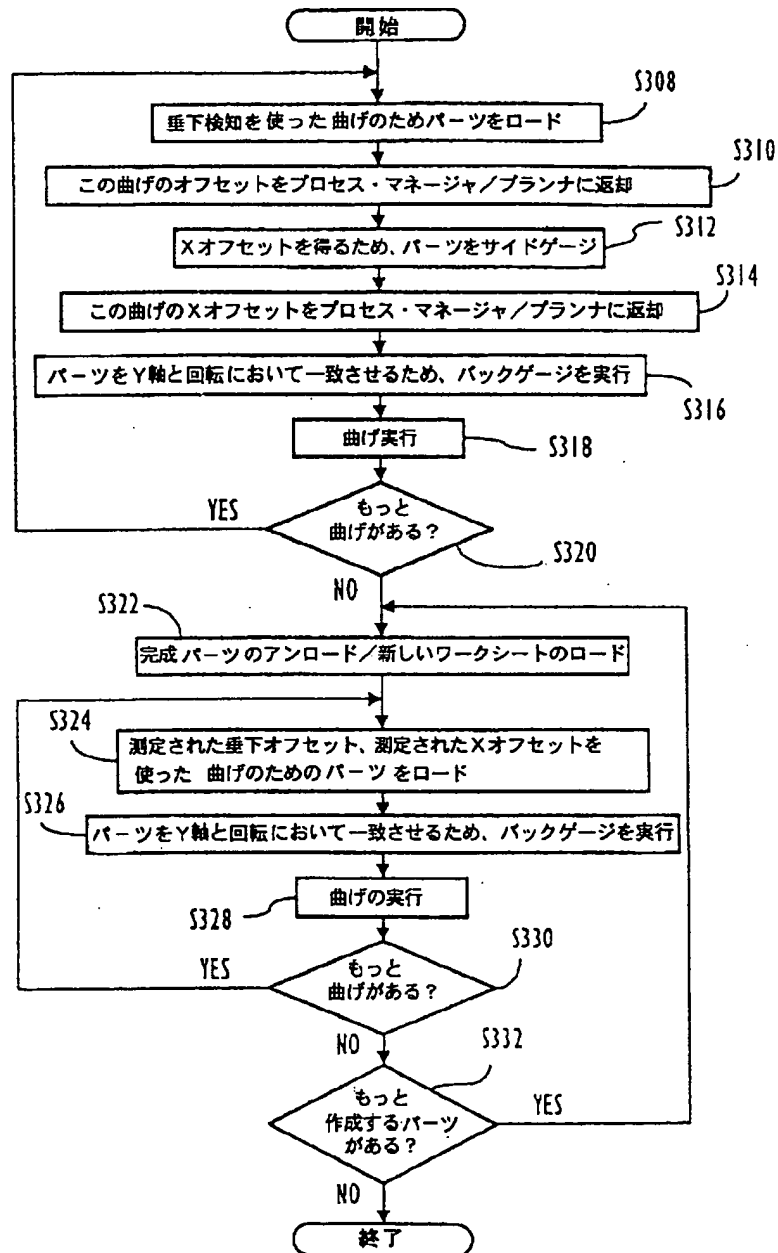 開始
S308
垂下検知を使った曲げのためパーツをロード
S310
この曲げのオフセットをプロセス・マネージャ/プランナに返却
S312
Xオフセットを得るため、パーツをサイドゲージ
S314
この曲げのXオフセットをプロセス・マネージャ/プランナに返却
パーツをY軸と回転において一致させるため、バックゲージを実行
S316
曲げ実行
S318
YES
もっと
曲げがある?
S320
NO
S322
完成パーツのアンロード/新しいワークシートのロード
S324
測定された垂下オフセット、測定されたXオフセットを
使った 曲げのためのパーツをロード
S326
パーツをY軸と回転において一致させるため、バックゲージを実行
曲げの実行
S328
S330
YES
もっと
曲げがある?
NO
S332
もっと
作成するパーツ
がある?
YES
NO
終了